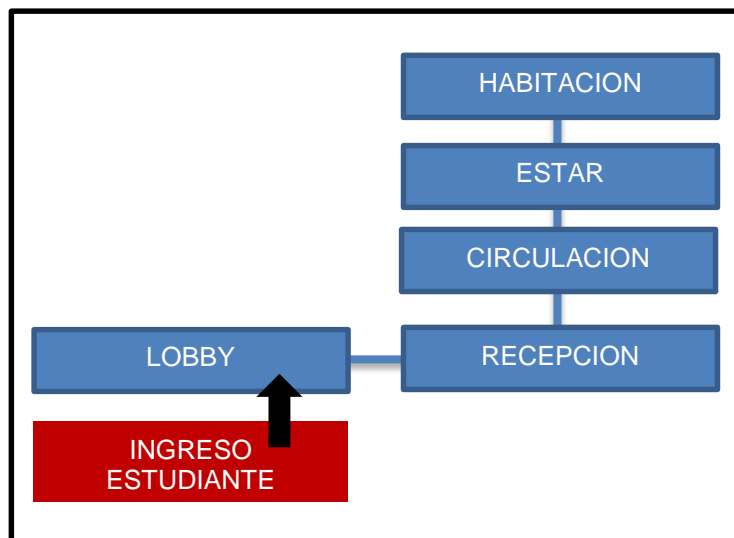 HABITACION
ESTAR
CIRCULACION
LOBBY
RECEPCION
INGRESO
ESTUDIANTE